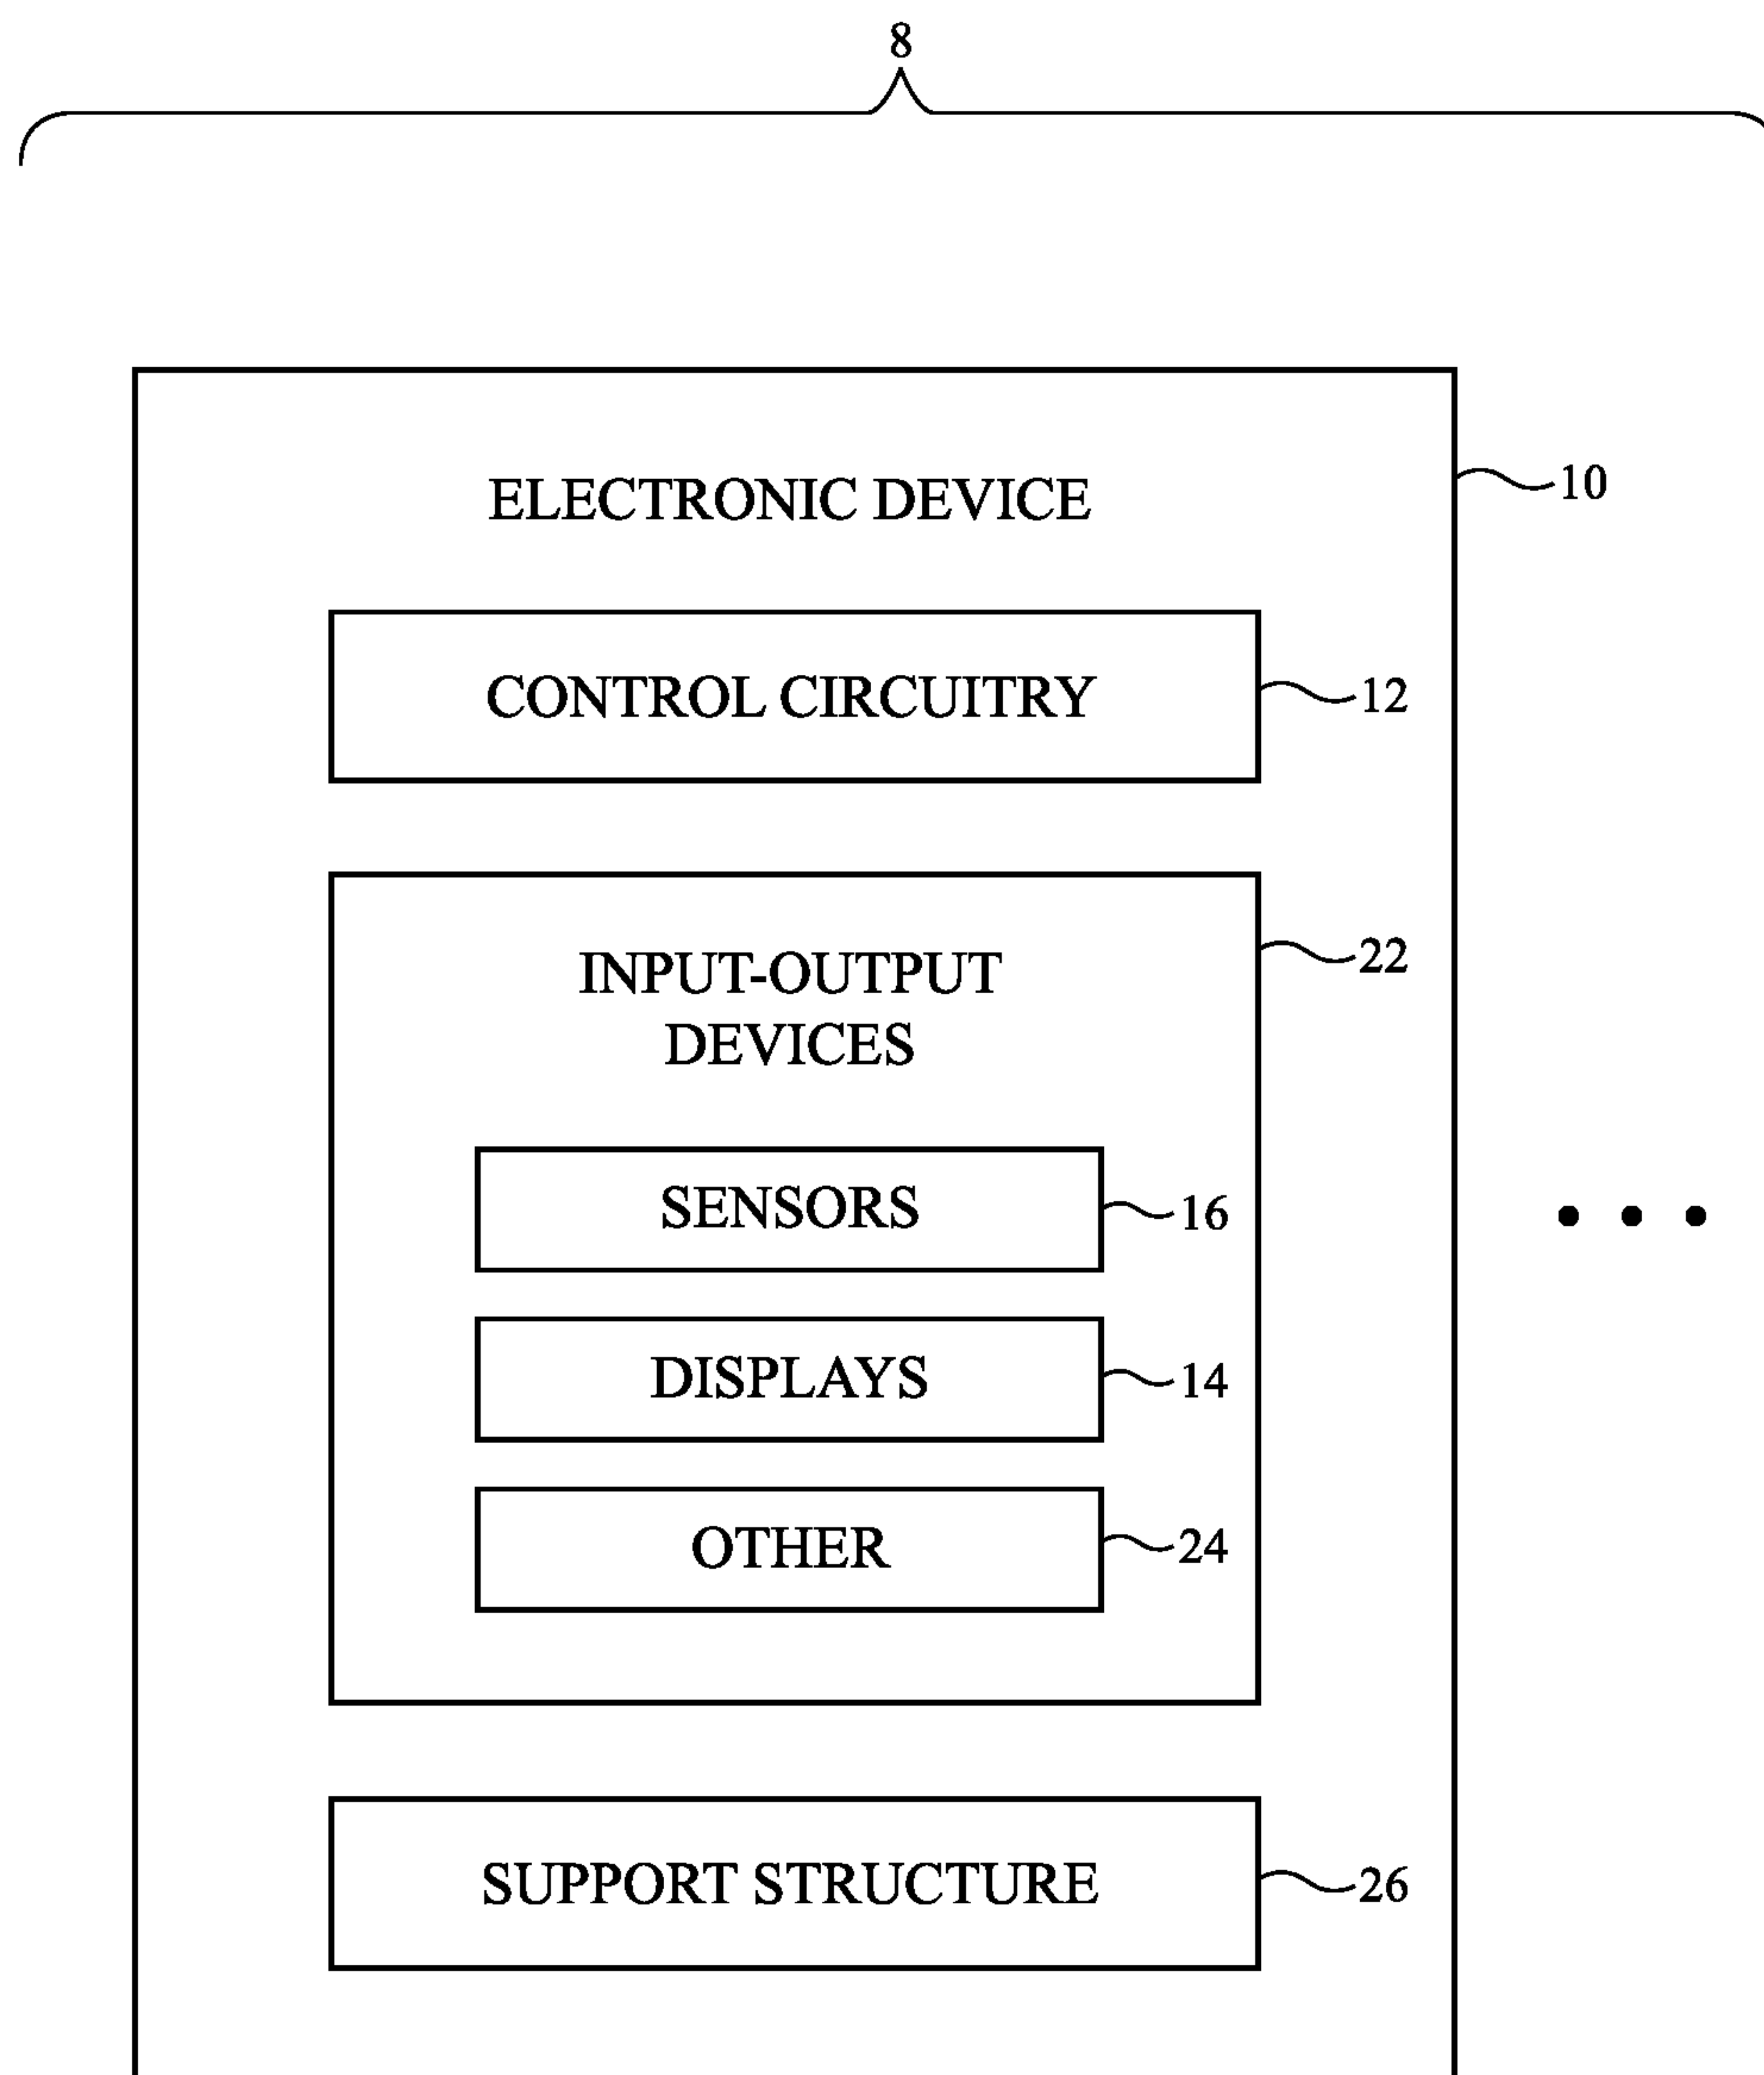 8
ELECTRONIC DEVICE
10
CONTROL CIRCUITRY
12
INPUT-OUTPUT
DEVICES
22
SENSORS
16
DISPLAYS
14
OTHER
24
SUPPORT STRUCTURE
26